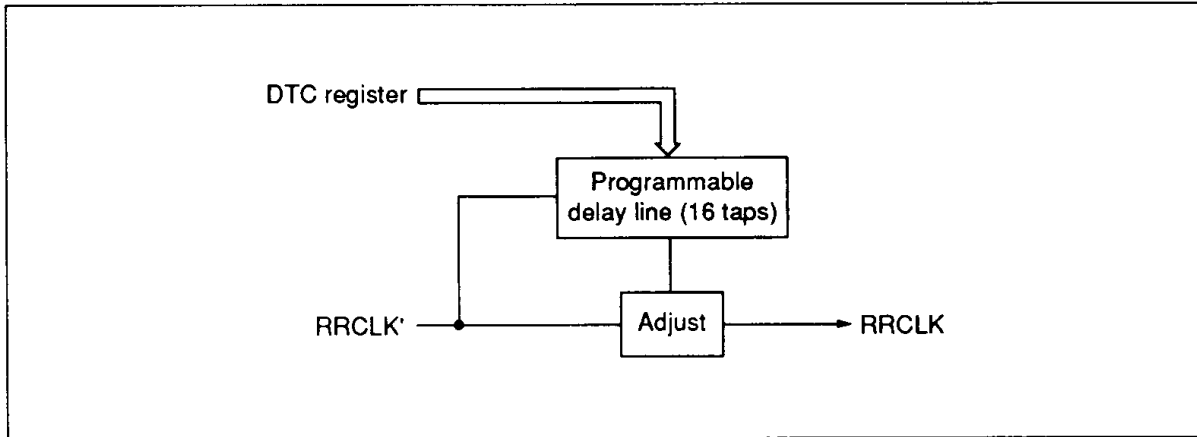 DTC register
Programmable
delay line (16 taps)
RRCLK'
Adjust
RRCLK